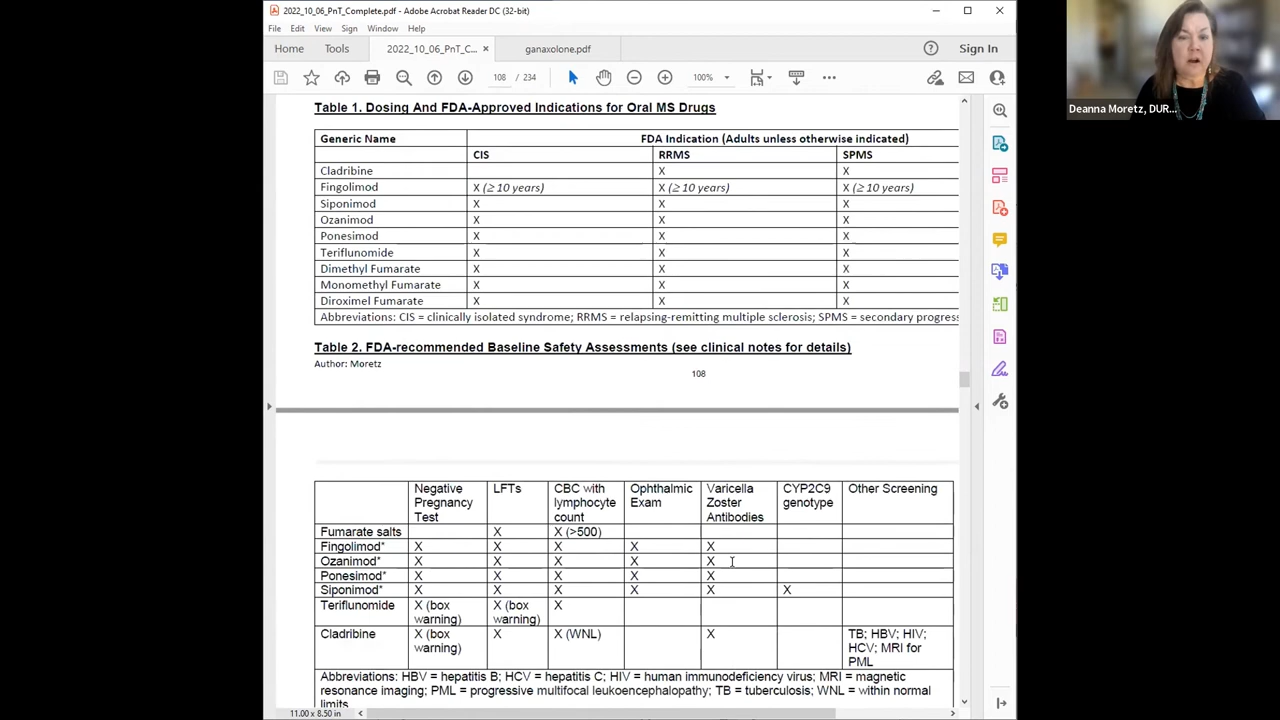 2022_10_06_PnT_Complete.pdf - Adobe Acrobat Reader DC (32-bit)
File Edit View Sign Window Help
Home Tools 2022_10_06_PnT_C... × ganaxolone.pdf Sign In
108 / 234 100%
Deanna Moretz, DUR...
Table 1. Dosing And FDA-Approved Indications for Oral MS Drugs
Generic Name FDA Indication (Adults unless otherwise indicated)
CIS RRMS SPMS
Cladribine X X
Fingolimod X (≥ 10 years) X (≥ 10 years) X (≥ 10 years)
Siponimod X X X
Ozanimod X X X
Ponesimod X X X
Teriflunomide X X X
Dimethyl Fumarate X X X
Monomethyl Fumarate X X X
Diroximel Fumarate X X X
Abbreviations: CIS = clinically isolated syndrome; RRMS = relapsing-remitting multiple sclerosis; SPMS = secondary progress
Table 2. FDA-recommended Baseline Safety Assessments (see clinical notes for details)
Author: Moretz
108
Negative Pregnancy Test LFTs CBC with lymphocyte count Ophthalmic Exam Varicella Zoster Antibodies CYP2C9 genotype Other Screening
Fumarate salts X X (>500)
Fingolimod* X X X X X
Ozanimod* X X X X X
Ponesimod* X X X X X
Siponimod* X X X X X X
Teriflunomide X (box warning) X (box warning) X
Cladribine X (box warning) X X (WNL) X TB; HBV; HIV; HCV; MRI for PML
Abbreviations: HBV = hepatitis B; HCV = hepatitis C; HIV = human immunodeficiency virus; MRI = magnetic
resonance imaging; PML = progressive multifocal leukoencephalopathy; TB = tuberculosis; WNL = within normal
limits
11.00 x 8.50 in